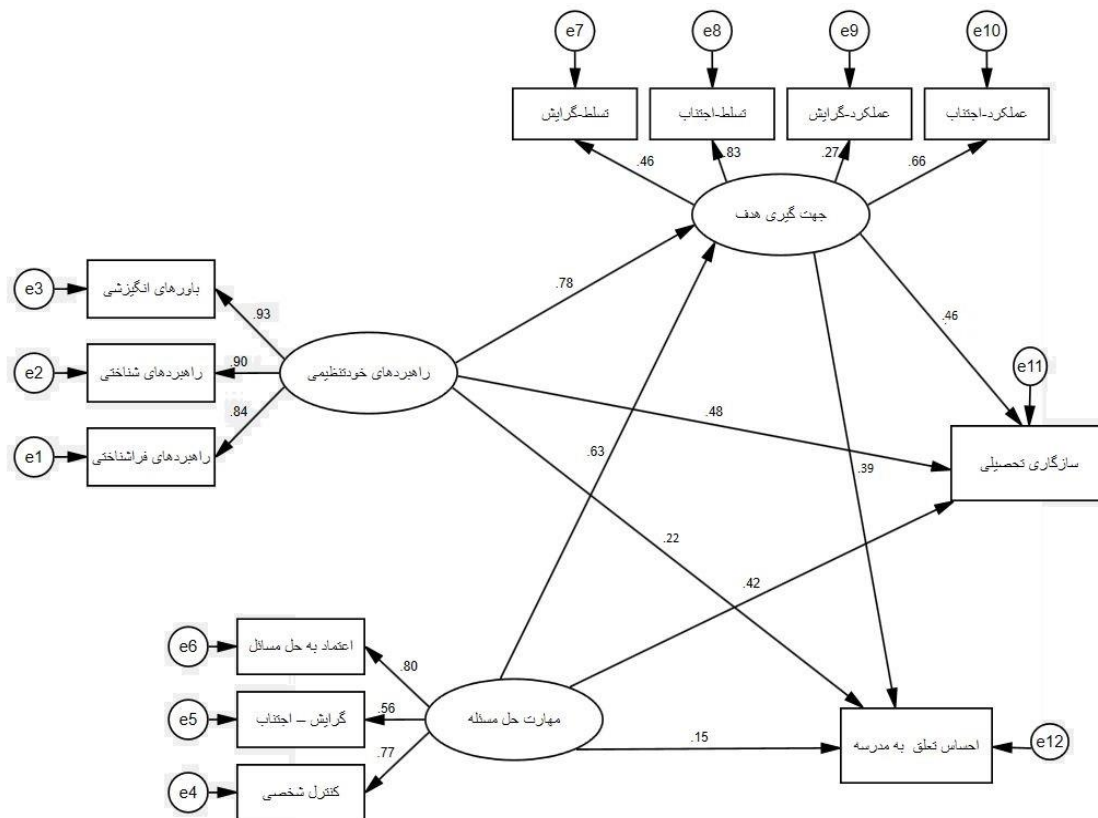 e7
e8
e9
e10
تسلط-گرایش
تسلط-اجتناب
عملکرد-گرایش
عملکرد-اجتناب
.46
.83
.27
.66
جهت گیری هدف
e3
باورهای انگیزشی
.93
.78
e2
راهبردهای شناختی
.90
راهبردهای خودتنظیمی
.46
e11
e1
راهبردهای فراشناختی
.84
.48
سازگاری تحصیلی
.63
.39
.22
.42
e6
اعتماد به حل مسائل
.80
e5
گرایش – اجتناب
.56
مهارت حل مسئله
.15
احساس تعلق به مدرسه
e12
e4
کنترل شخصی
.77